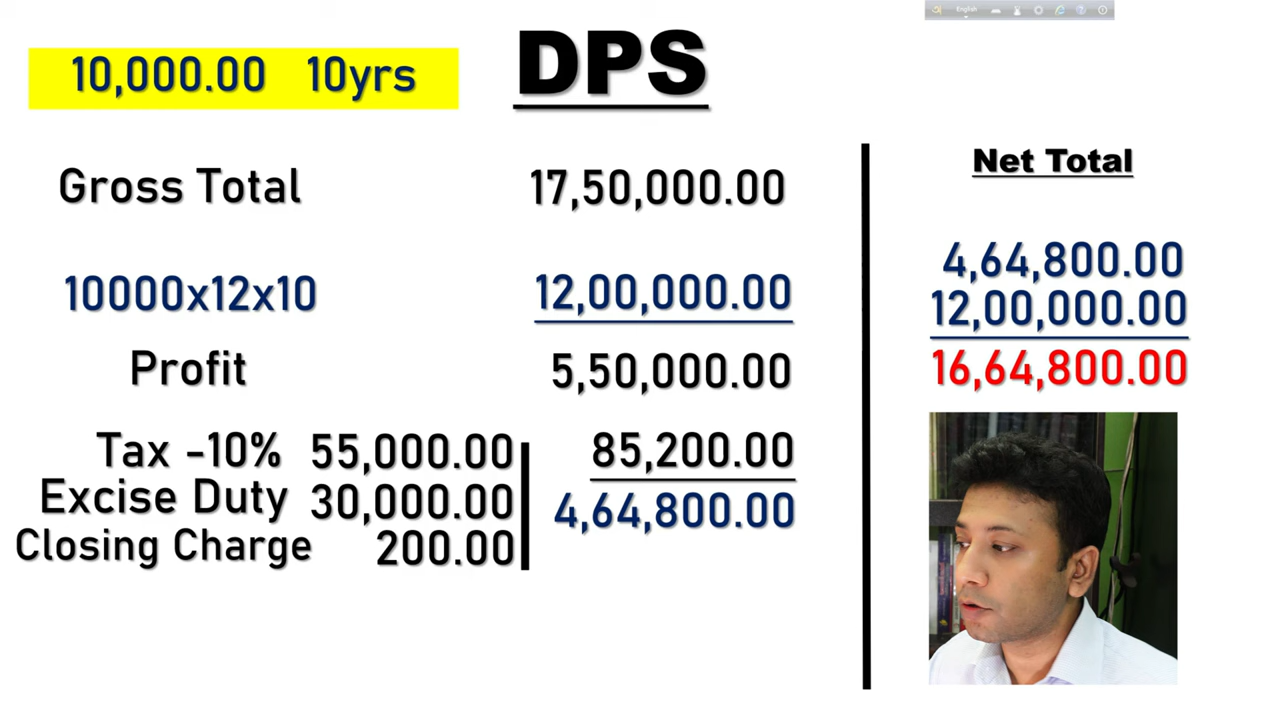 English
10,000.00 10yrs
DPS
Gross Total 17,50,000.00
10000x12x10 12,00,000.00
Profit 5,50,000.00
Tax -10% 55,000.00 85,200.00
Excise Duty 30,000.00 4,64,800.00
Closing Charge 200.00
Net Total
4,64,800.00
12,00,000.00
16,64,800.00